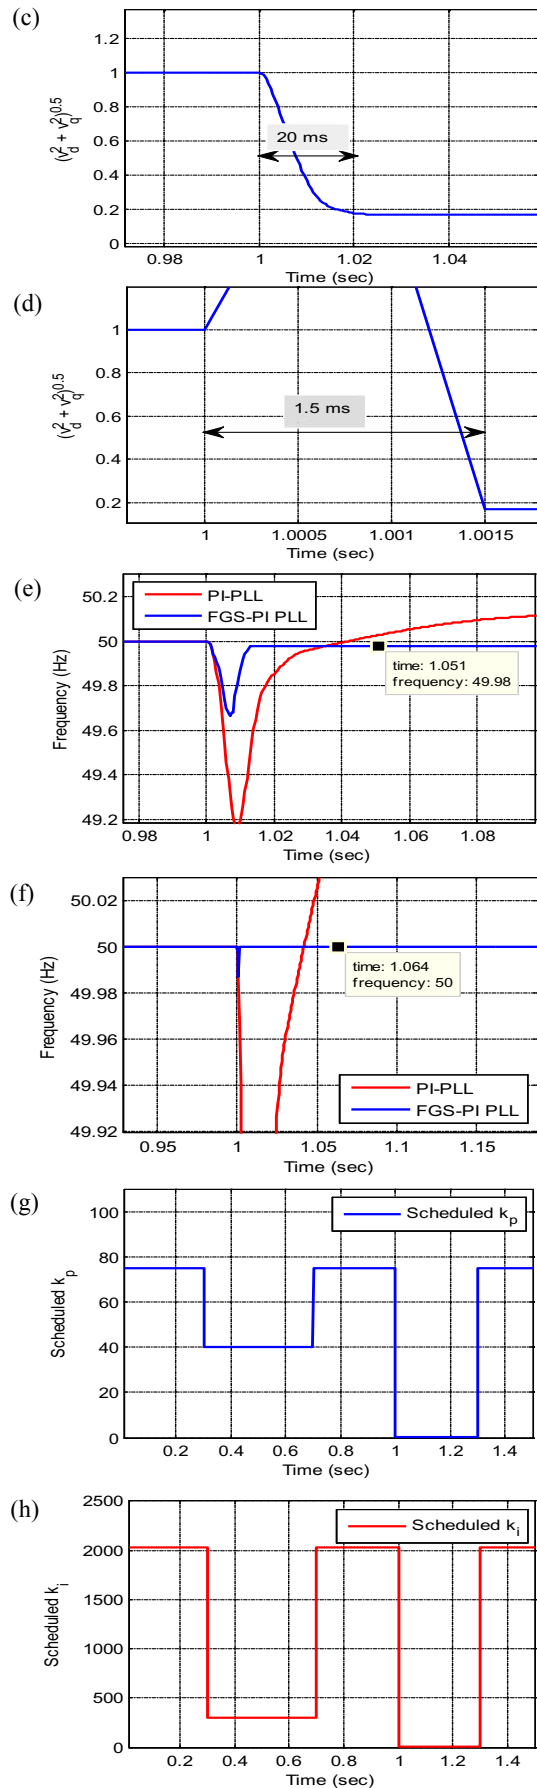 (c)
1.2
1
0.8
0.6
0.4
0.2
0
(v_d^2 + v_q^2)^0.5
20 ms
0.98 1 1.02 1.04
Time (sec)
(d)
1
0.8
0.6
0.4
0.2
(v_d^2 + v_q^2)^0.5
1.5 ms
1 1.0005 1.001 1.0015
Time (sec)
(e)
50.2
50
49.8
49.6
49.4
49.2
Frequency (Hz)
PI-PLL
FGS-PI PLL
time: 1.051
frequency: 49.98
0.98 1 1.02 1.04 1.06 1.08
Time (sec)
(f)
50.02
50
49.98
49.96
49.94
49.92
Frequency (Hz)
time: 1.064
frequency: 50
PI-PLL
FGS-PI PLL
0.95 1 1.05 1.1 1.15
Time (sec)
(g)
100
80
60
40
20
0
Scheduled k_p
Scheduled k_p
0.2 0.4 0.6 0.8 1 1.2 1.4
Time (sec)
(h)
2500
2000
1500
1000
500
0
Scheduled k_i
Scheduled k_i
0.2 0.4 0.6 0.8 1 1.2 1.4
Time (sec)